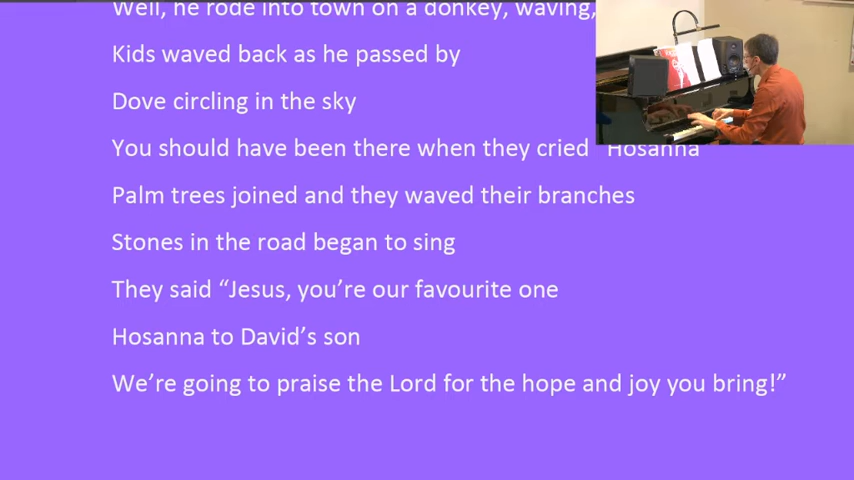 Well, he rode into town on a donkey, waving,
Kids waved back as he passed by
Dove circling in the sky
You should have been there when they cried “Hosanna
Palm trees joined and they waved their branches
Stones in the road began to sing
They said “Jesus, you’re our favourite one
Hosanna to David’s son
We’re going to praise the Lord for the hope and joy you bring!”